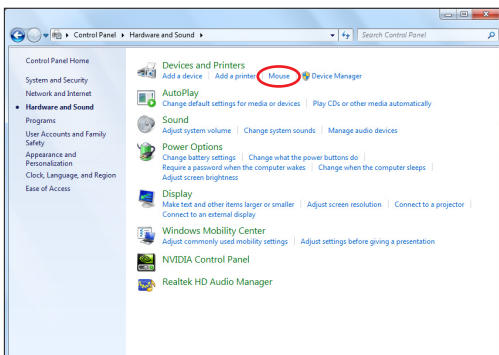 Control Panel Hardware and Sound Search Control Panel
Control Panel Home
System and Security
Network and Internet
Hardware and Sound
Programs
User Accounts and Family
Safety
Appearance and
Personalization
Clock, Language, and Region
Ease of Access
Devices and Printers
Add a device Add a printer Mouse Device Manager
AutoPlay
Change default settings for media or devices Play CDs or other media automatically
Sound
Adjust system volume Change system sounds Manage audio devices
Power Options
Change battery settings Change what the power buttons do
Require a password when the computer wakes Change when the computer sleeps
Adjust screen brightness
Display
Make text and other items larger or smaller Adjust screen resolution Connect to a projector
Connect to an external display
Windows Mobility Center
Adjust commonly used mobility settings Adjust settings before giving a presentation
NVIDIA Control Panel
Realtek HD Audio Manager